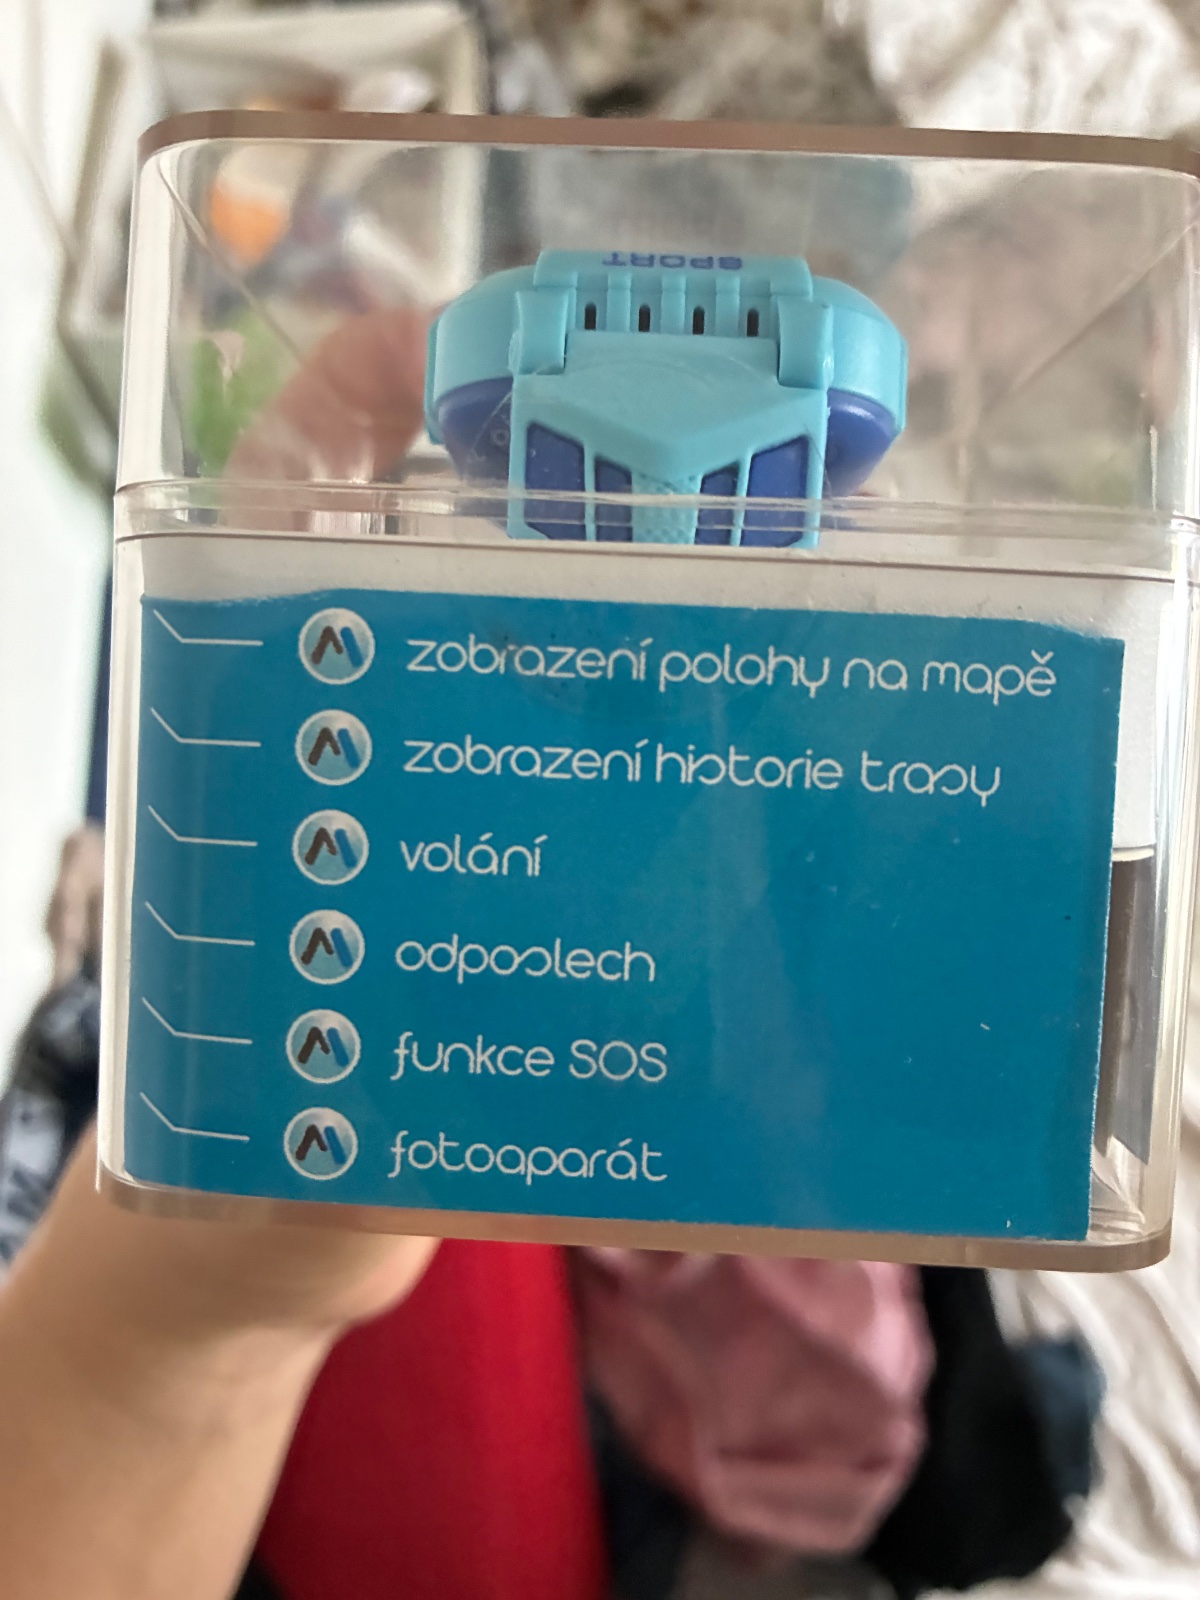 SPORT
zobrazení polohy na mapě
zobrazení historie trasy
volání
odposlech
funkce SOS
fotoaparát